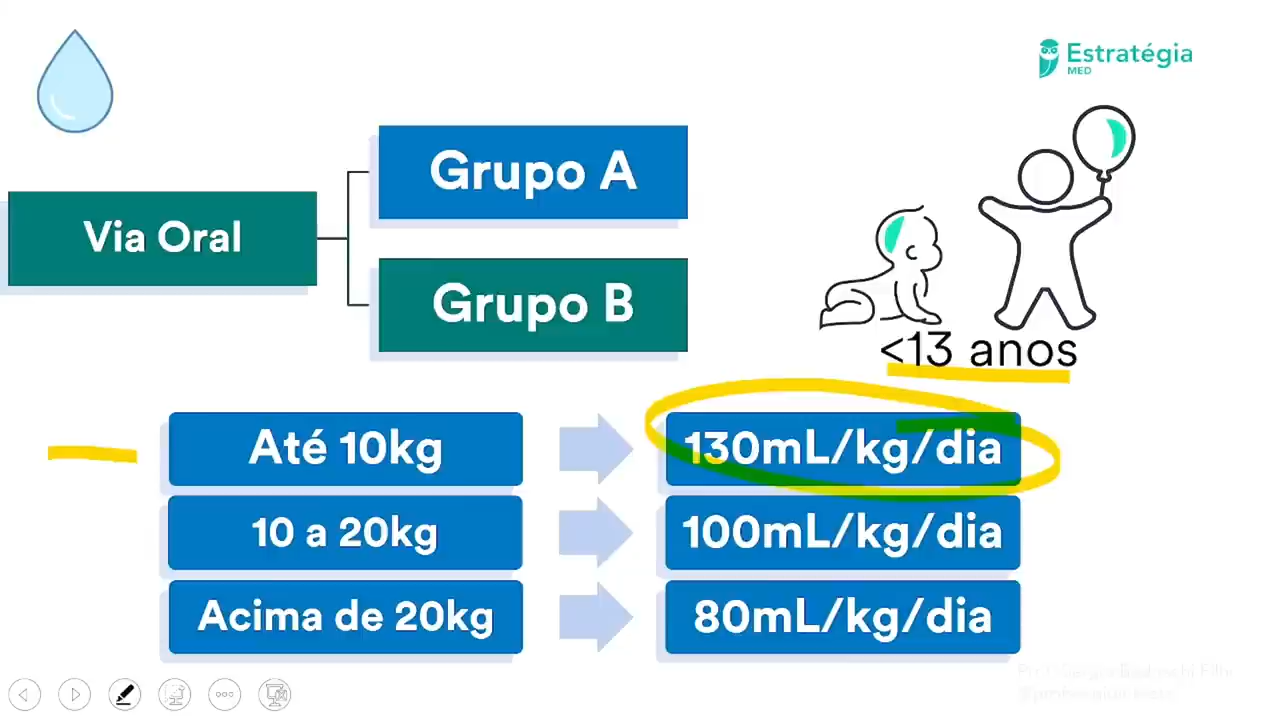 Estratégia
MED
Grupo A
Via Oral
Grupo B
<13 anos
Até 10kg
130mL/kg/dia
10 a 20kg
100mL/kg/dia
Acima de 20kg
80mL/kg/dia